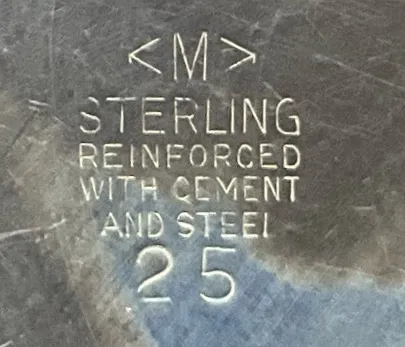 <M>
STERLING
REINFORCED
WITH CEMENT
AND STEEL
25